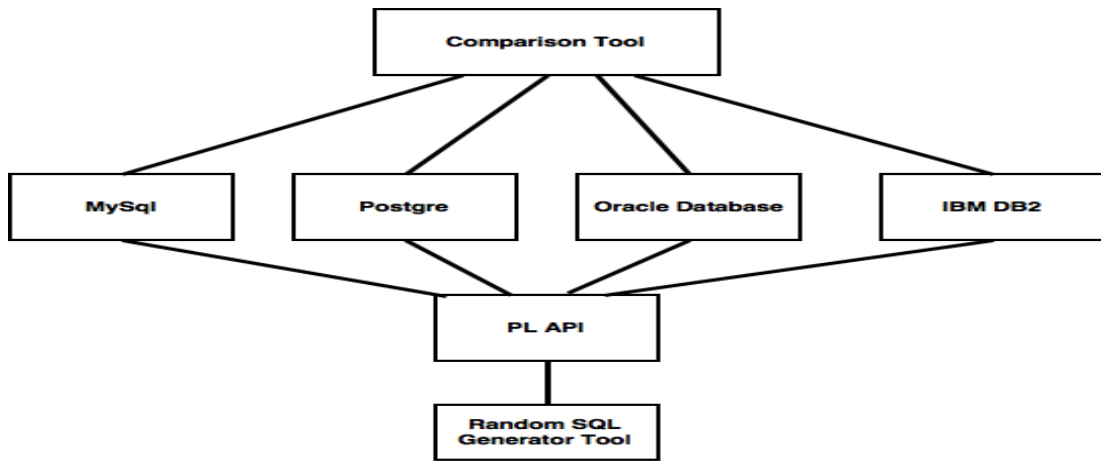 Comparison Tool
MySql
Postgre
Oracle Database
IBM DB2
PL API
Random SQL
Generator Tool